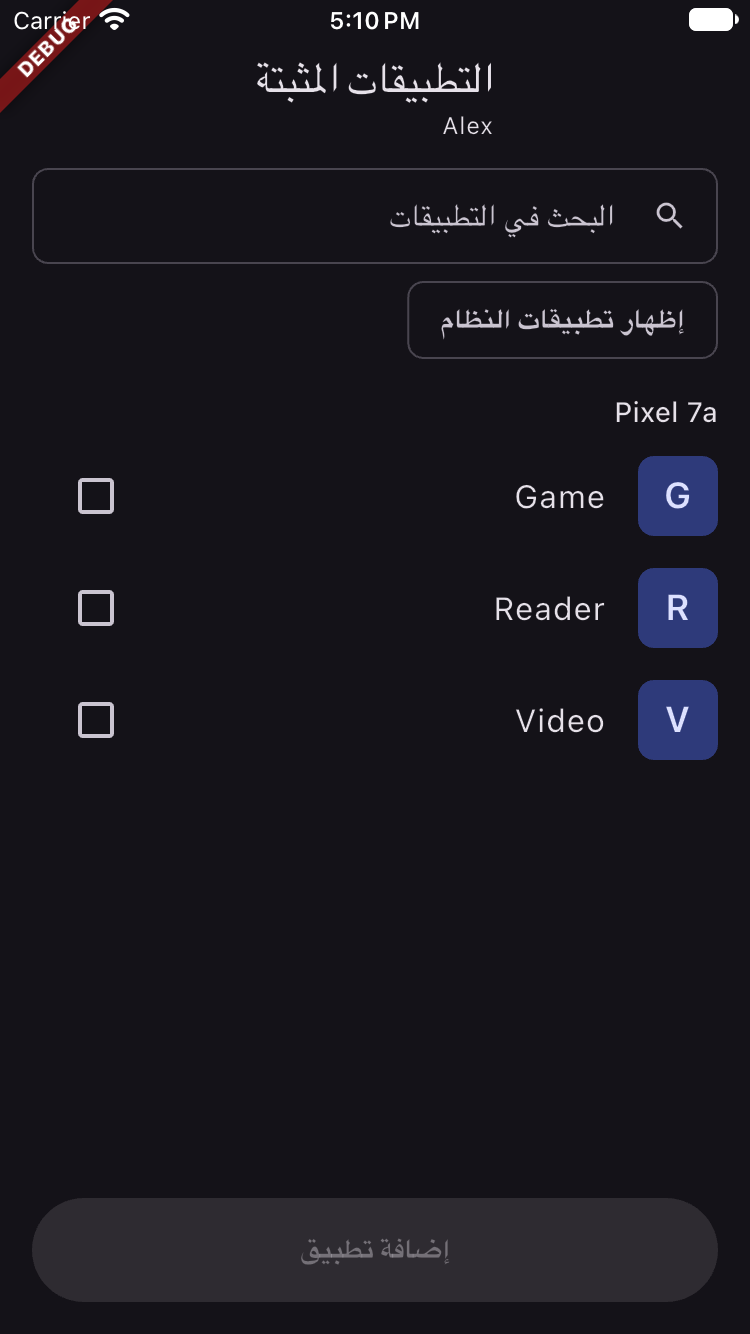 Carrier 5:10 PM
DEBUG
التطبيقات المثبتة
Alex
البحث في التطبيقات
إظهار تطبيقات النظام
Pixel 7a
G Game
R Reader
V Video
إضافة تطبيق